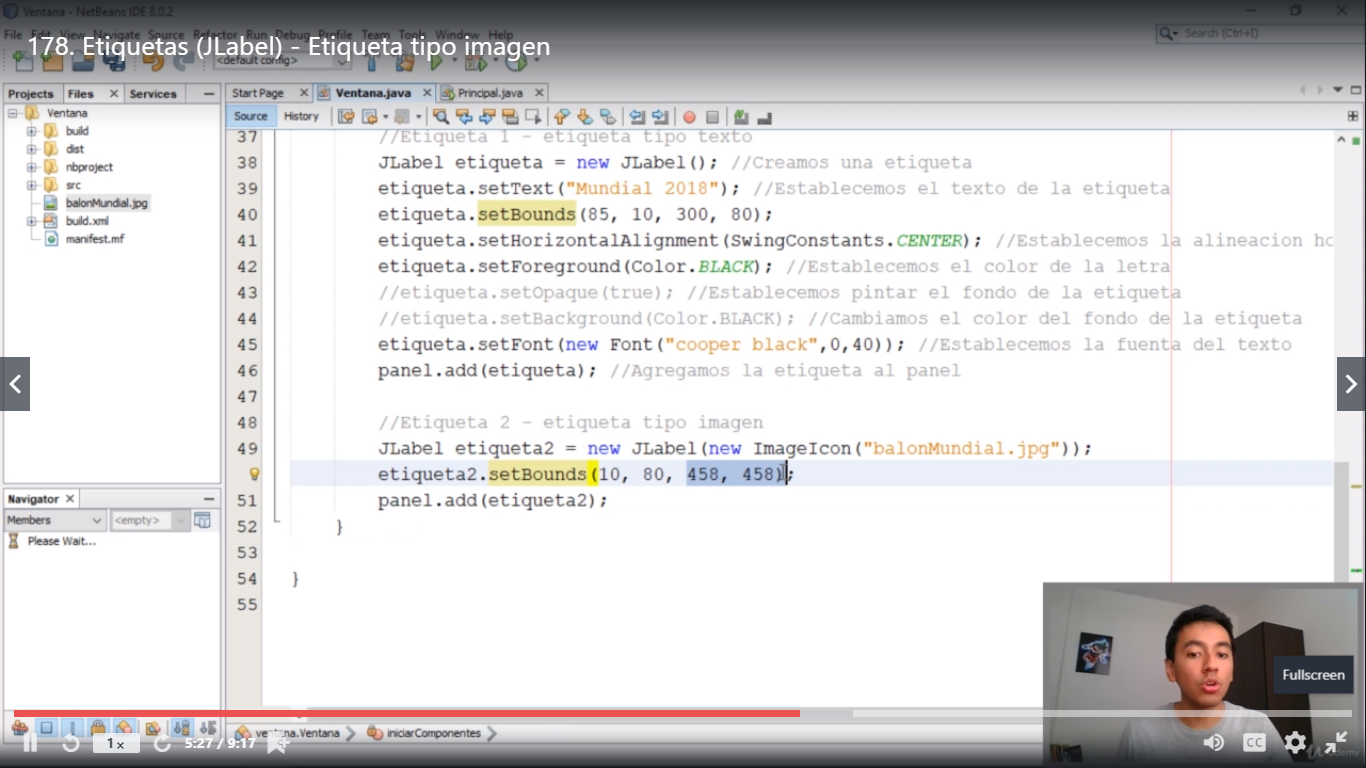 Ventana - NetBeans IDE 8.0.2
File Edit View Navigate Source Refactor Run Debug Profile Team Tools Window Help
178. Etiquetas (JLabel) - Etiqueta tipo imagen
Search (Ctrl+I)
<default config>
Projects Files Services
Start Page Ventana.java Principal.java
Source History
Ventana
build
dist
nbproject
src
balonMundial.jpg
build.xml
manifest.mf
37 //Etiqueta 1 - etiqueta tipo texto
38 JLabel etiqueta = new JLabel(); //Creamos una etiqueta
39 etiqueta.setText("Mundial 2018"); //Establecemos el texto de la etiqueta
40 etiqueta.setBounds(85, 10, 300, 80);
41 etiqueta.setHorizontalAlignment(SwingConstants.CENTER); //Establecemos la alineacion ho
42 etiqueta.setForeground(Color.BLACK); //Establecemos el color de la letra
43 //etiqueta.setOpaque(true); //Establecemos pintar el fondo de la etiqueta
44 //etiqueta.setBackground(Color.BLACK); //Cambiamos el color del fondo de la etiqueta
45 etiqueta.setFont(new Font("cooper black",0,40)); //Establecemos la fuenta del texto
46 panel.add(etiqueta); //Agregamos la etiqueta al panel
47
48 //Etiqueta 2 - etiqueta tipo imagen
49 JLabel etiqueta2 = new JLabel(new ImageIcon("balonMundial.jpg"));
etiqueta2.setBounds(10, 80, 458, 458);
51 panel.add(etiqueta2);
52 }
53
54 }
55
Navigator
Members <empty>
Please Wait...
Fullscreen
ventana.Ventana iniciarComponentes
1x 5:27 / 9:17
CC